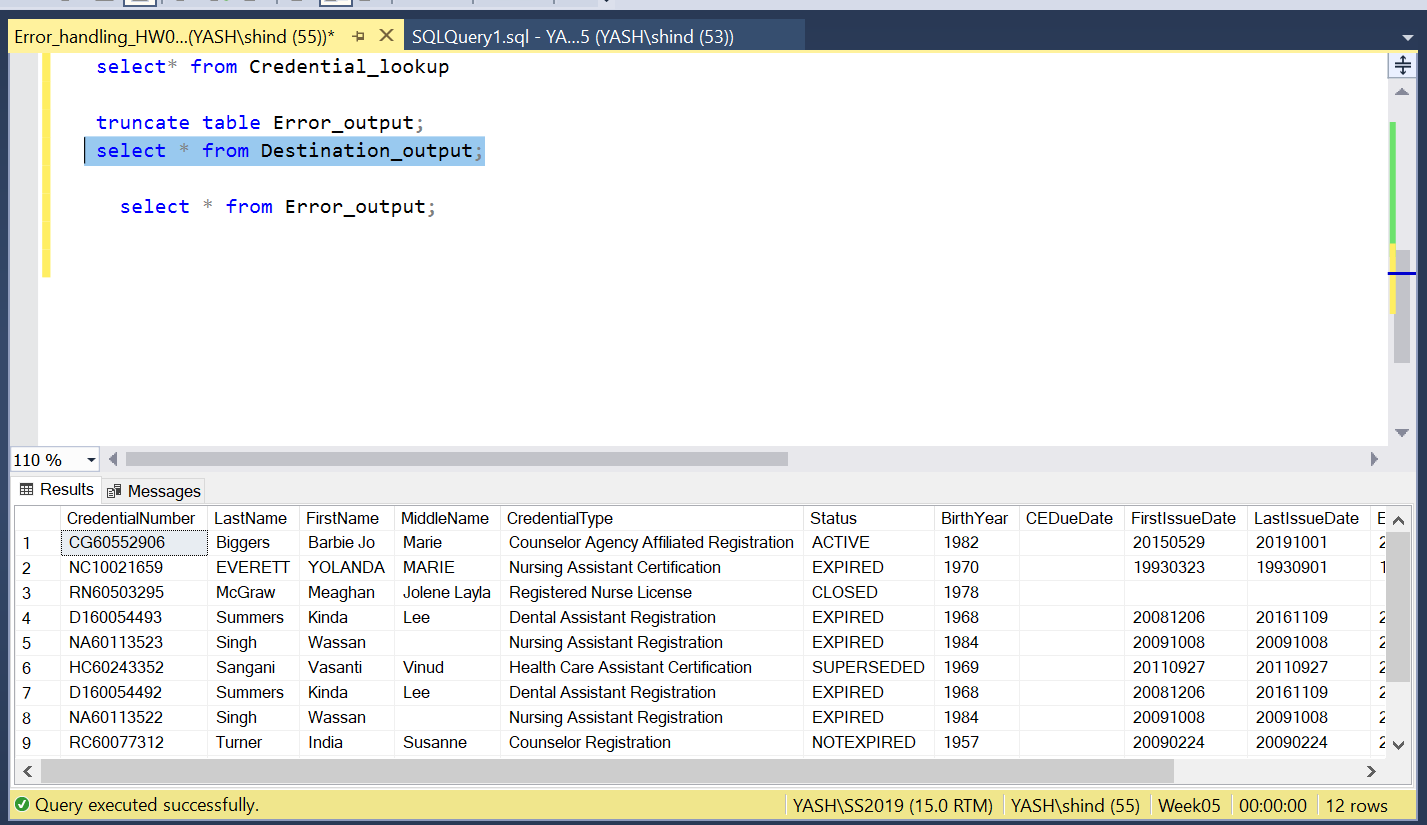 Error_handling_HW0...(YASH\shind (55))* SQLQuery1.sql - YA...5 (YASH\shind (53))
select* from Credential_lookup
truncate table Error_output;
select * from Destination_output;
select * from Error_output;
110 %
Results Messages
CredentialNumber LastName FirstName MiddleName CredentialType Status BirthYear CEDueDate FirstIssueDate LastIssueDate E
1 CG60552906 Biggers Barbie Jo Marie Counselor Agency Affiliated Registration ACTIVE 1982 20150529 20191001 2
2 NC10021659 EVERETT YOLANDA MARIE Nursing Assistant Certification EXPIRED 1970 19930323 19930901 1
3 RN60503295 McGraw Meaghan Jolene Layla Registered Nurse License CLOSED 1978
4 D160054493 Summers Kinda Lee Dental Assistant Registration EXPIRED 1968 20081206 20161109 2
5 NA60113523 Singh Wassan Nursing Assistant Registration EXPIRED 1984 20091008 20091008 2
6 HC60243352 Sangani Vasanti Vinud Health Care Assistant Certification SUPERSEDED 1969 20110927 20110927 2
7 D160054492 Summers Kinda Lee Dental Assistant Registration EXPIRED 1968 20081206 20161109 2
8 NA60113522 Singh Wassan Nursing Assistant Registration EXPIRED 1984 20091008 20091008 2
9 RC60077312 Turner India Susanne Counselor Registration NOTEXPIRED 1957 20090224 20090224 2
Query executed successfully. YASH\SS2019 (15.0 RTM) YASH\shind (55) Week05 00:00:00 12 rows